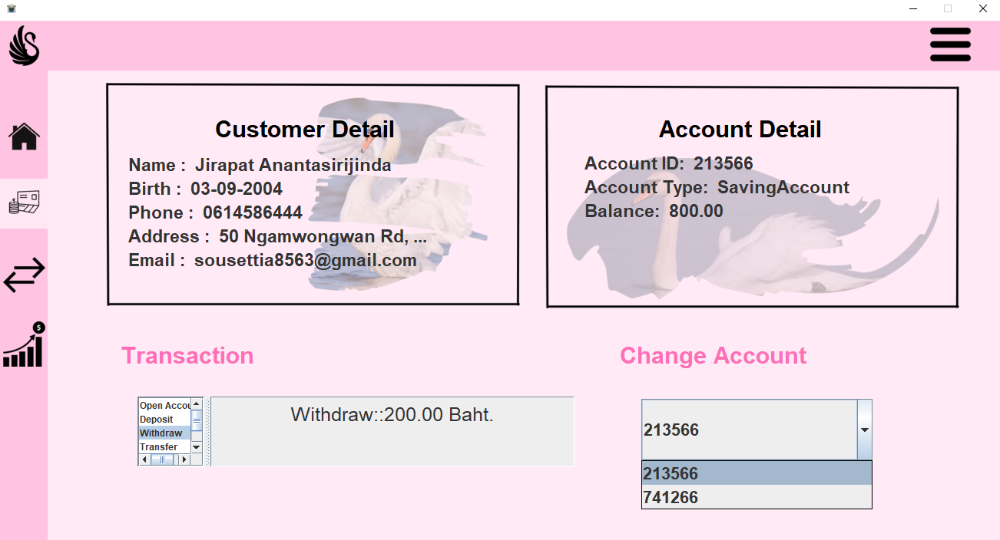 Customer Detail
Name :  Jirapat Anantasirijinda
Birth :  03-09-2004
Phone :  0614586444
Address :  50 Ngamwongwan Rd, ...
Email :  sousettia8563@gmail.com
Account Detail
Account ID:  213566
Account Type:  SavingAccount
Balance:  800.00
$
Transaction
Open Accou
Deposit
Withdraw
Transfer
Withdraw::200.00 Baht.
Change Account
213566
213566
741266